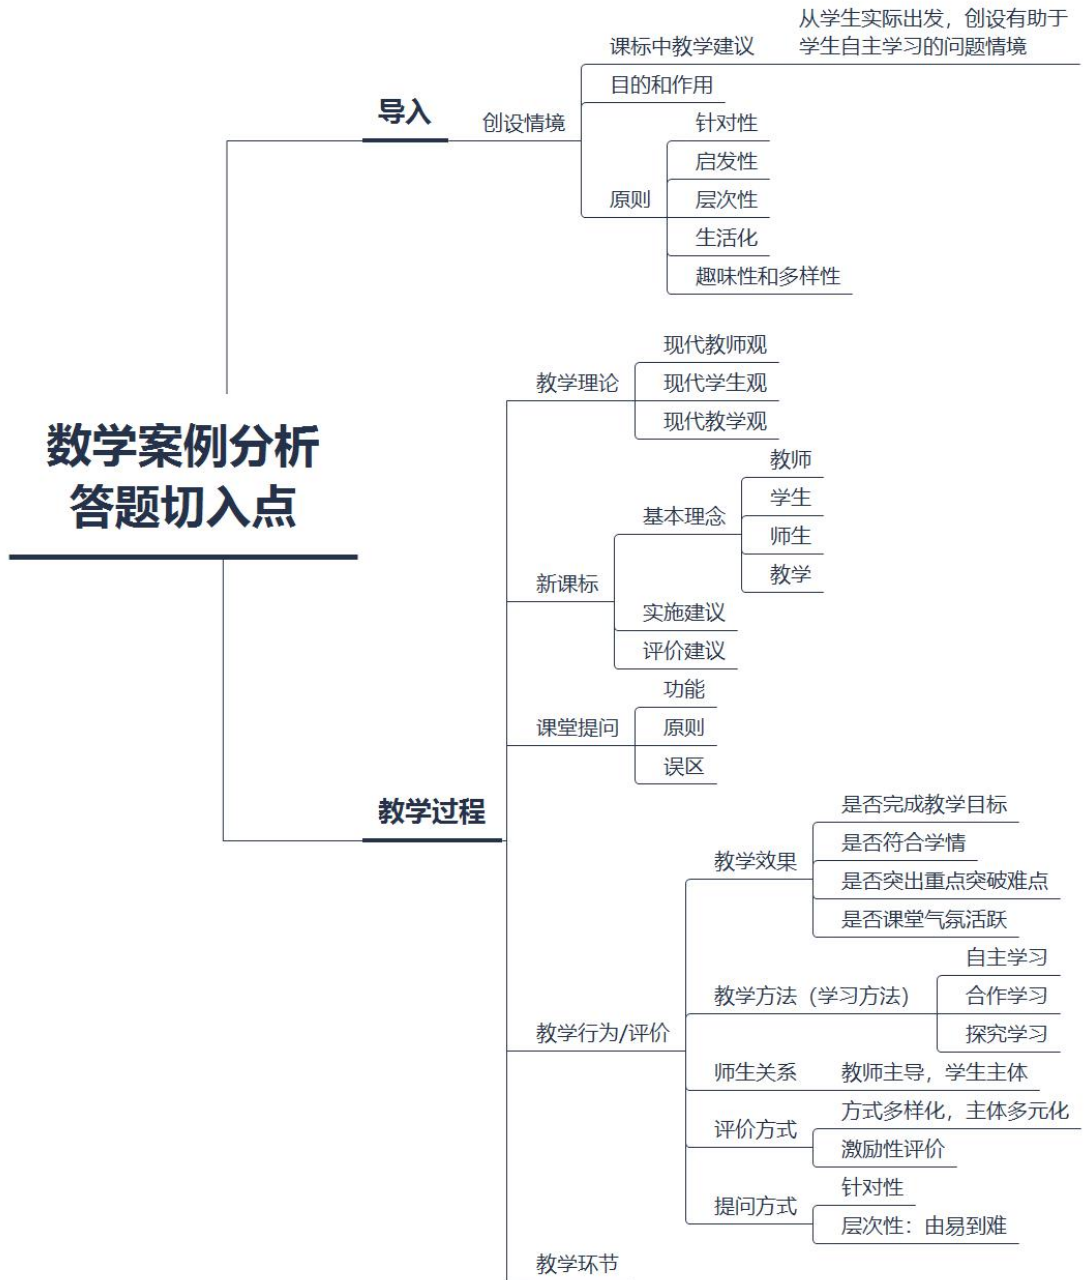 数学案例分析
答题切入点
导入
创设情境
课标中教学建议
从学生实际出发，创设有助于
学生自主学习的问题情境
目的和作用
原则
针对性
启发性
层次性
生活化
趣味性和多样性
教学过程
教学理论
现代教师观
现代学生观
现代教学观
新课标
基本理念
教师
学生
师生
教学
实施建议
评价建议
课堂提问
功能
原则
误区
教学行为/评价
教学效果
是否完成教学目标
是否符合学情
是否突出重点突破难点
是否课堂气氛活跃
教学方法（学习方法）
自主学习
合作学习
探究学习
师生关系
教师主导，学生主体
评价方式
方式多样化，主体多元化
激励性评价
提问方式
针对性
层次性：由易到难
教学环节